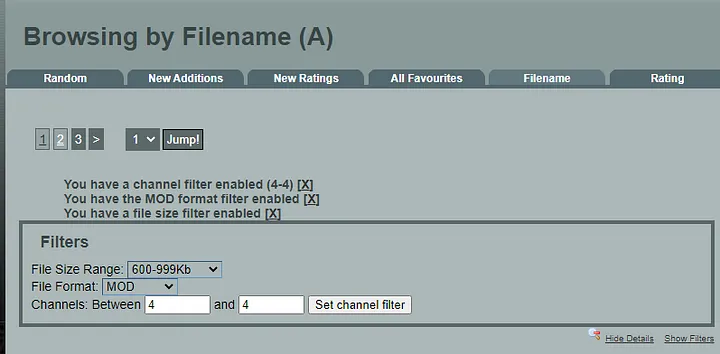 Browsing by Filename (A)
Random New Additions New Ratings All Favourites Filename Rating
1 2 3 > 1 Jump!
You have a channel filter enabled (4-4) [X]
You have the MOD format filter enabled [X]
You have a file size filter enabled [X]
Filters
File Size Range: 600-999Kb
File Format: MOD
Channels: Between 4 and 4 Set channel filter
Hide Details Show Filters